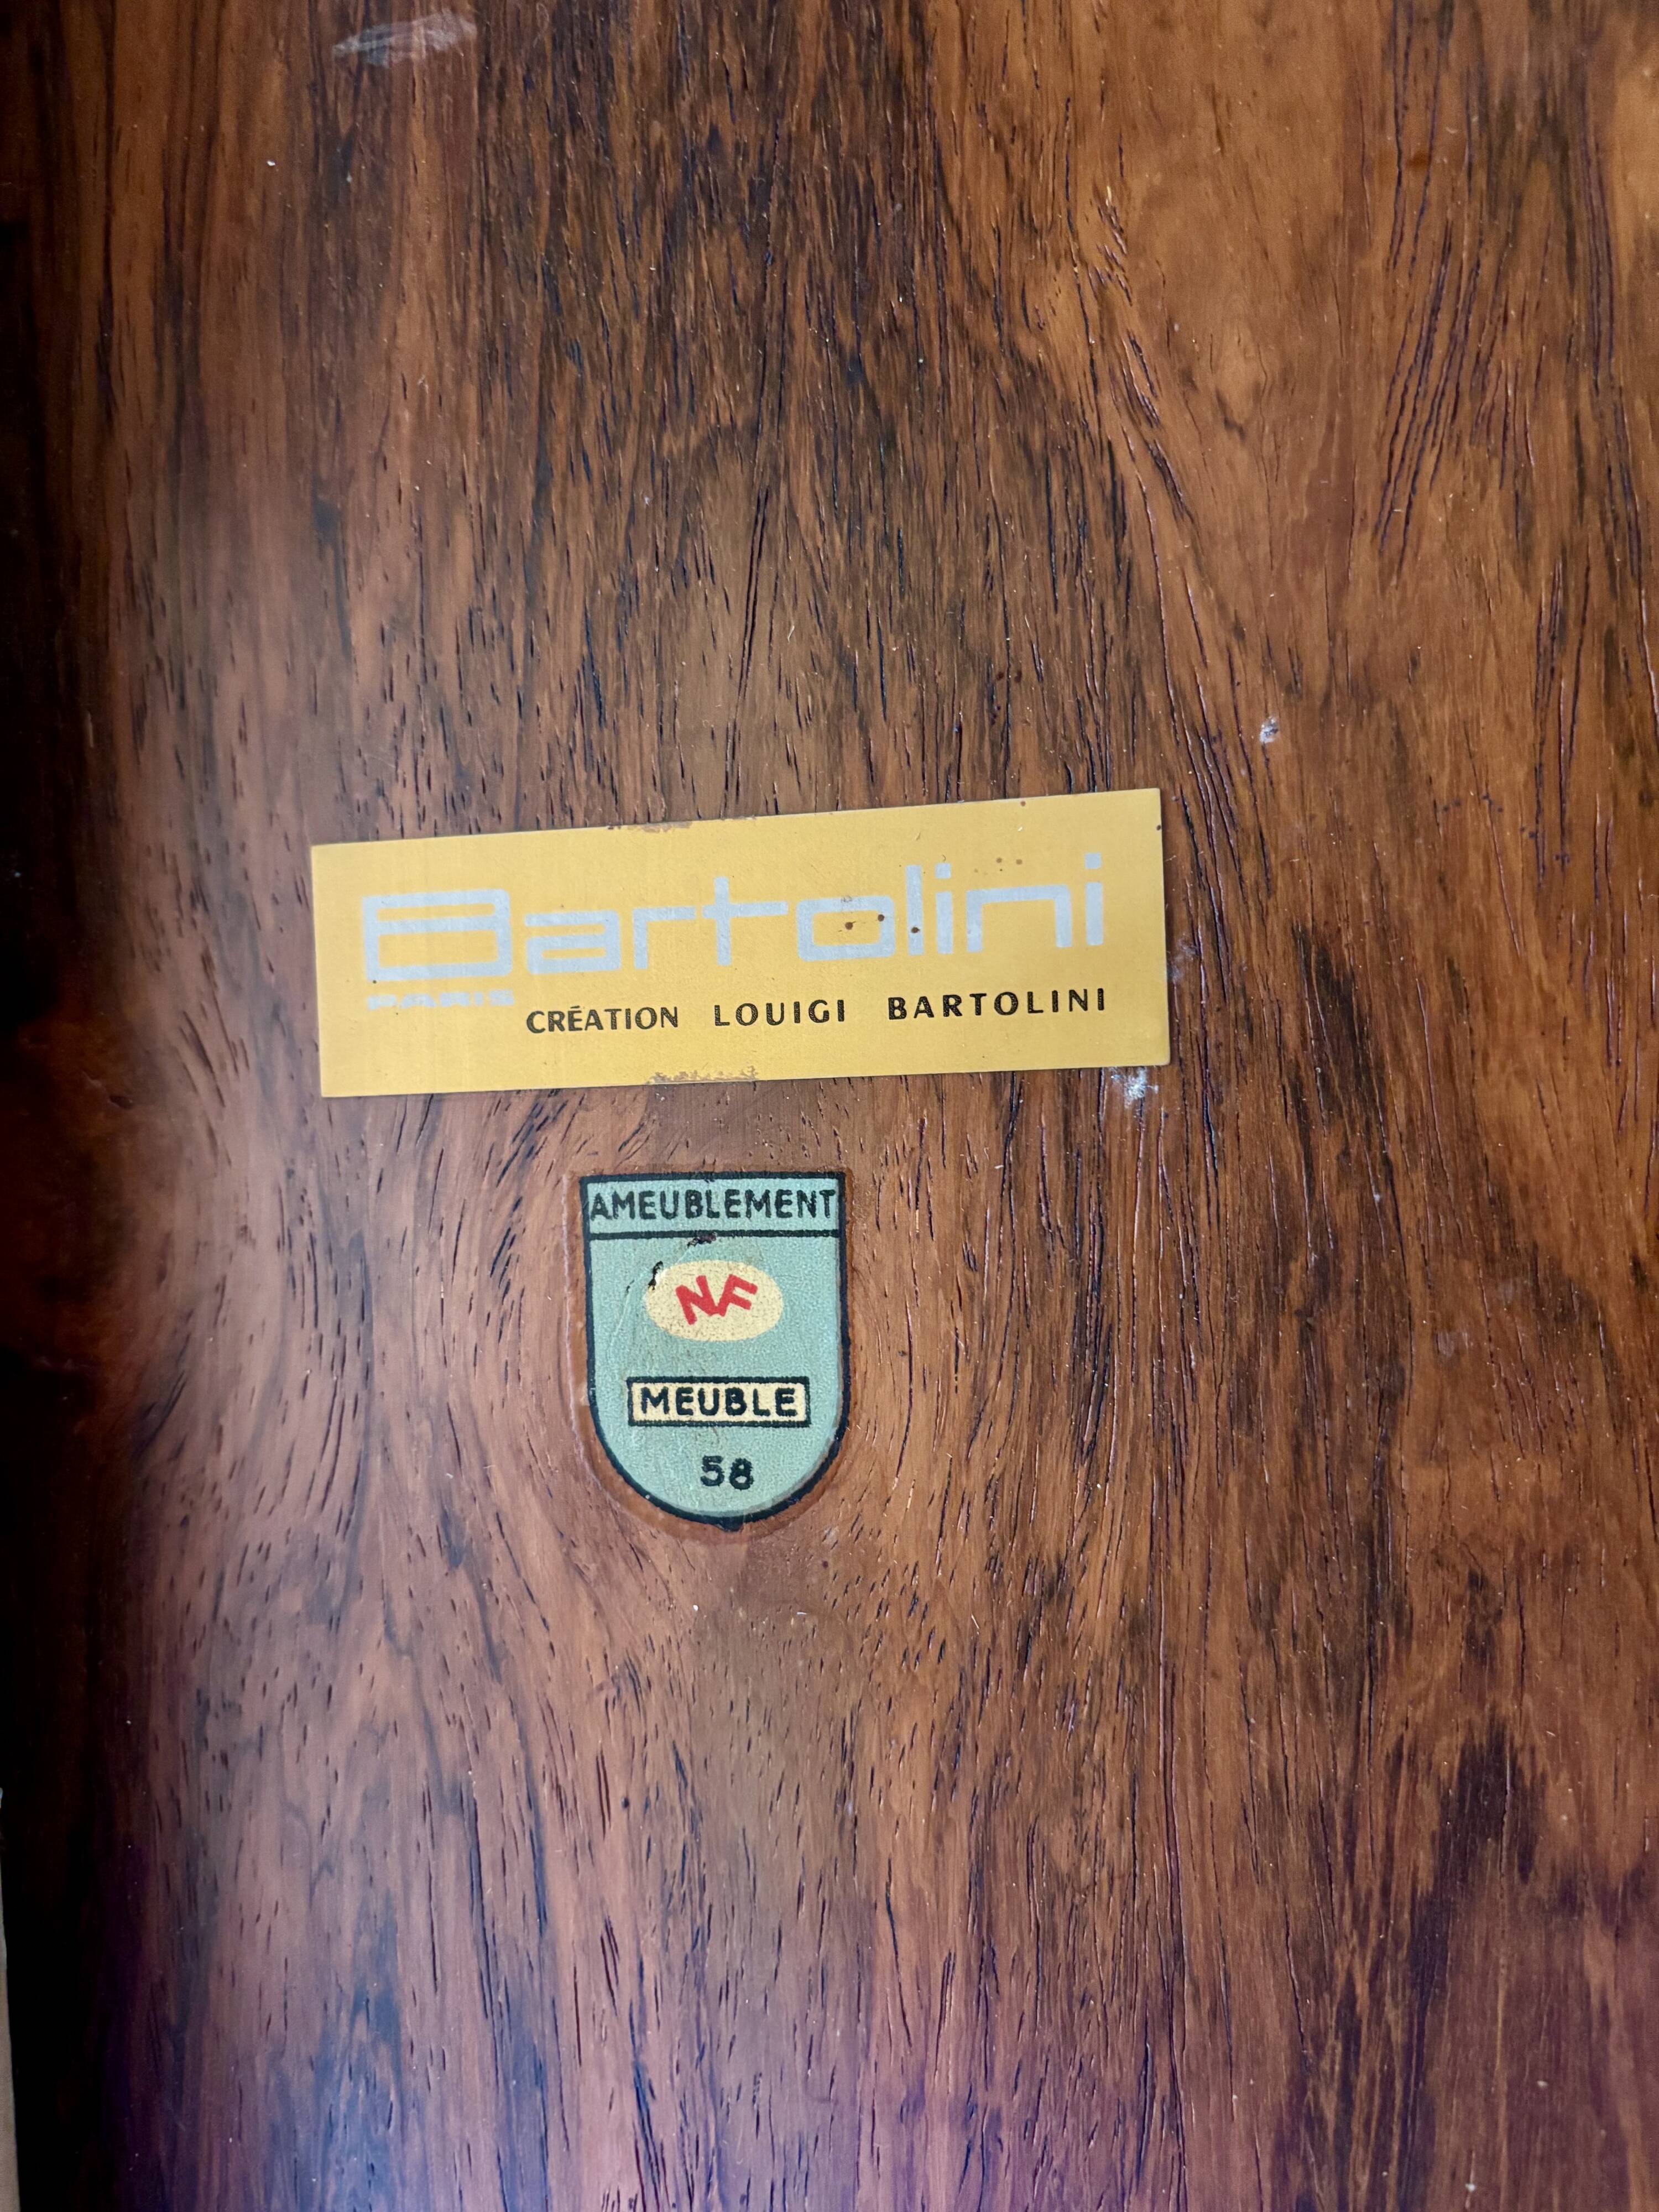 Bartolini
PARIS
CRÉATION LOUIGI BARTOLINI
AMEUBLEMENT
NF
MEUBLE
58